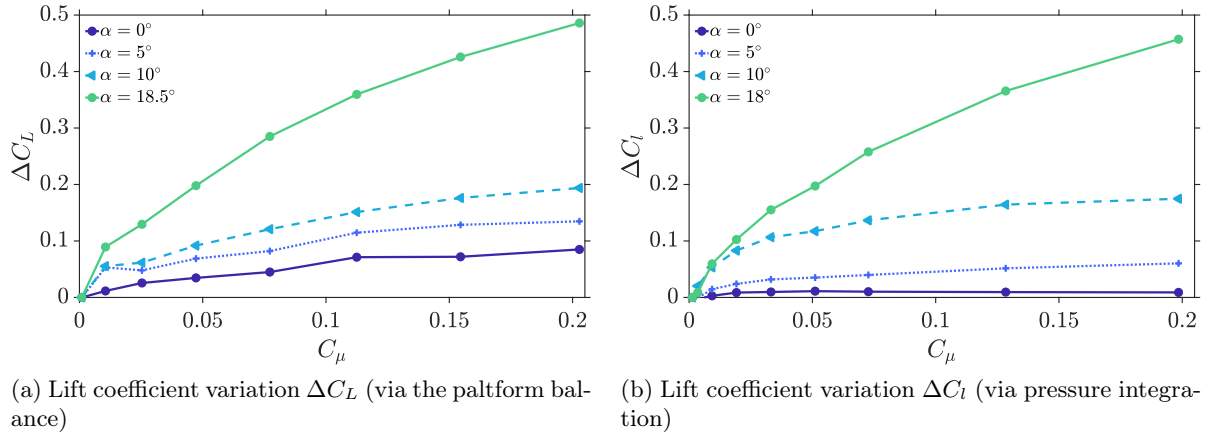 0.5
0.4
0.3
0.2
0.1
0
ΔC_L
α = 0°
α = 5°
α = 10°
α = 18.5°
0 0.05 0.1 0.15 0.2
C_μ
(a) Lift coefficient variation ΔC_L (via the paltform bal-
ance)
0.5
0.4
0.3
0.2
0.1
0
ΔC_l
α = 0°
α = 5°
α = 10°
α = 18°
0 0.05 0.1 0.15 0.2
C_μ
(b) Lift coefficient variation ΔC_l (via pressure integra-
tion)